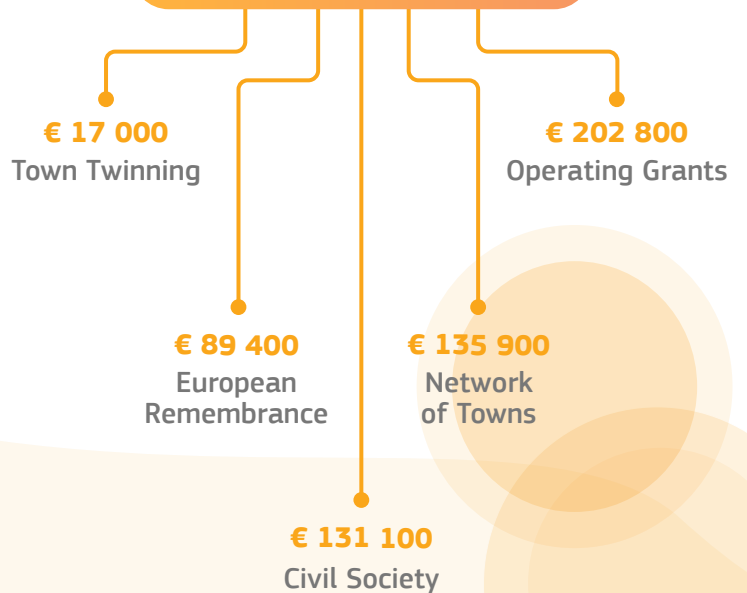 € 17 000
Town Twinning
€ 202 800
Operating Grants
€ 89 400
European
Remembrance
€ 135 900
Network
of Towns
€ 131 100
Civil Society